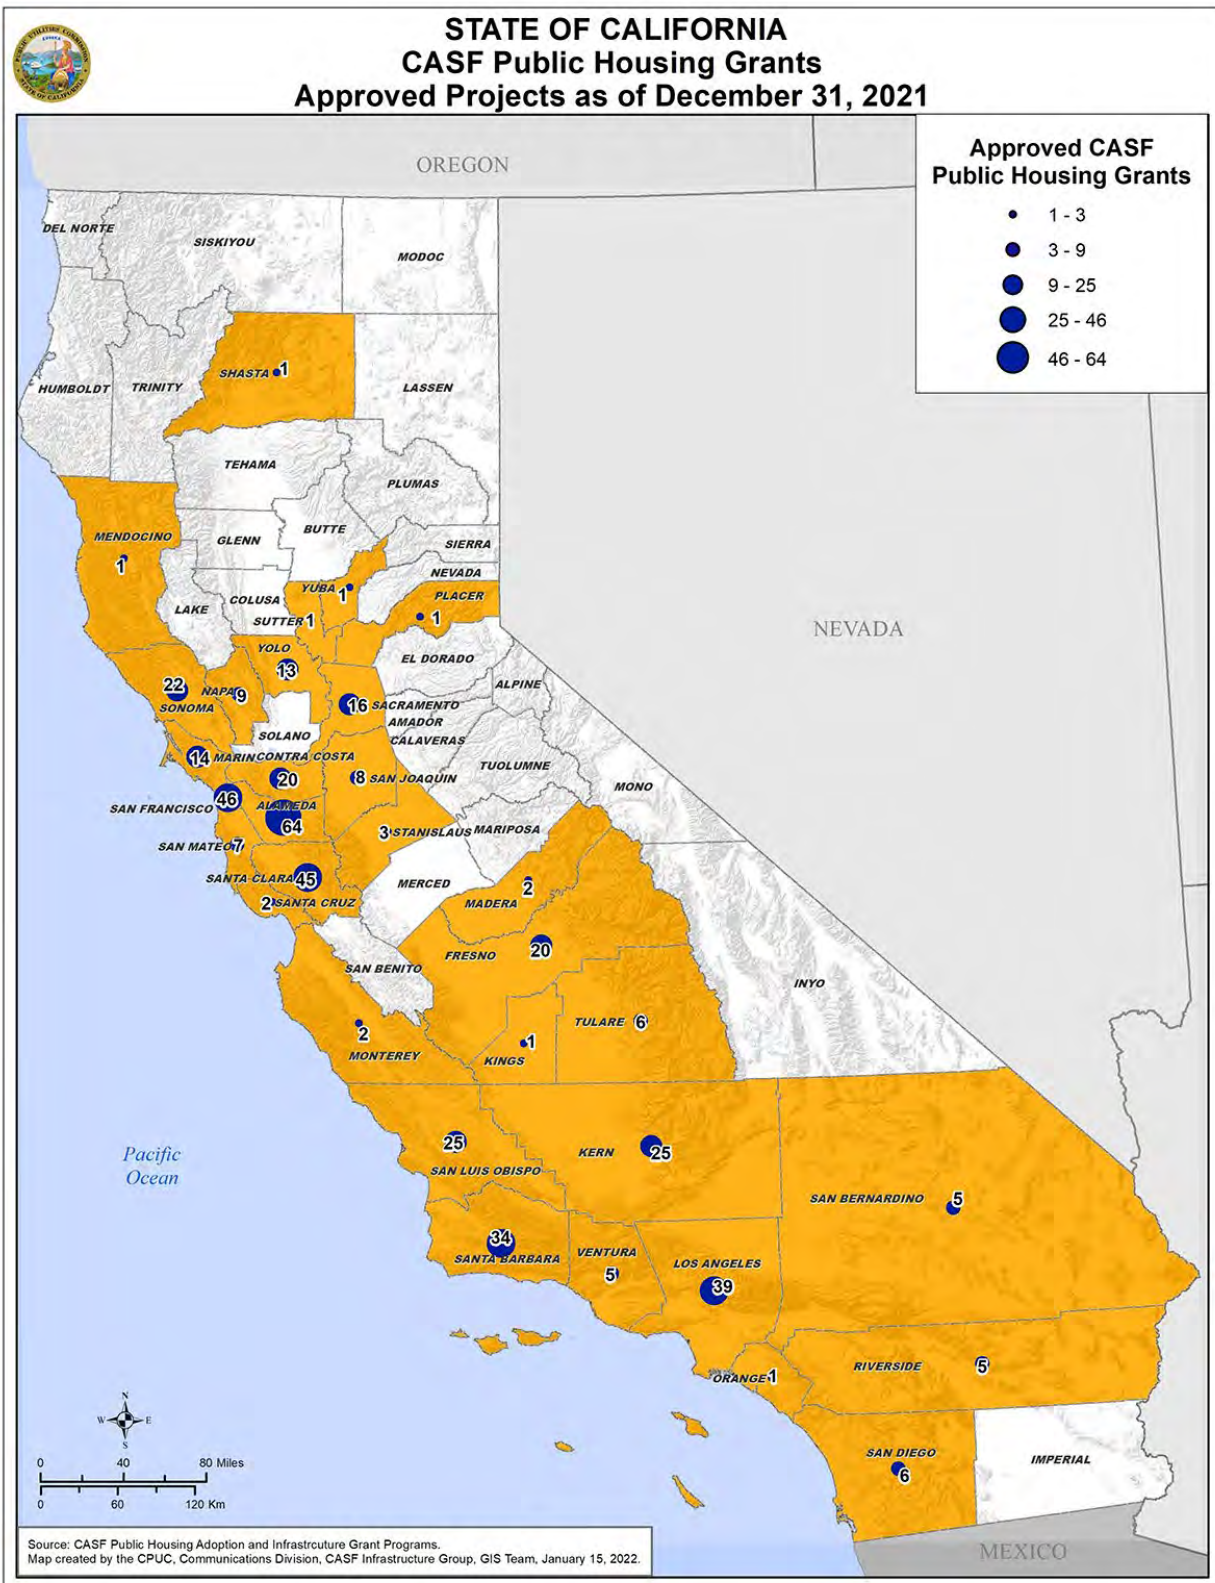 STATE OF CALIFORNIA
CASF Public Housing Grants
Approved Projects as of December 31, 2021
Approved CASF
Public Housing Grants
1 - 3
3 - 9
9 - 25
25 - 46
46 - 64
OREGON
DEL NORTE
SISKIYOU
MODOC
SHASTA 1
HUMBOLDT
TRINITY
LASSEN
TEHAMA
PLUMAS
MENDOCINO
1
GLENN
BUTTE
SIERRA
NEVADA
LAKE
COLUSA
YUBA
1
PLACER
1
SUTTER 1
NEVADA
YOLO
13
EL DORADO
ALPINE
22
SONOMA
NAPA 9
16 SACRAMENTO
AMADOR
SOLANO
CALAVERAS
14 MARIN
CONTRA COSTA
20
8 SAN JOAQUIN
TUOLUMNE
MONO
SAN FRANCISCO 46
ALAMEDA
64
3 STANISLAUS
MARIPOSA
SAN MATEO 7
SANTA CLARA 45
MERCED
2
MADERA
2 SANTA CRUZ
FRESNO
20
SAN BENITO
INYO
2
MONTEREY
KINGS
1
TULARE
6
Pacific
Ocean
25
SAN LUIS OBISPO
KERN
25
SAN BERNARDINO
5
34
SANTA BARBARA
VENTURA
5
LOS ANGELES
39
ORANGE 1
RIVERSIDE
5
SAN DIEGO
6
IMPERIAL
N
W E
S
0 40 80 Miles
0 60 120 Km
Source: CASF Public Housing Adoption and Infrastrcuture Grant Programs.
Map created by the CPUC, Communications Division, CASF Infrastructure Group, GIS Team, January 15, 2022.
MEXICO